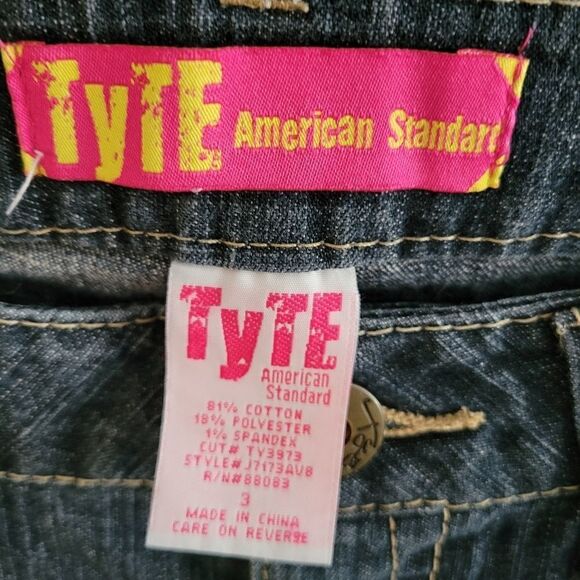 TyTE American Standard
TyTE
American
Standard
81% COTTON
18% POLYESTER
1% SPANDEX
CUT# TY3973
STYLE# J7173AV8
R/N#88083
3
MADE IN CHINA
CARE ON REVERSE